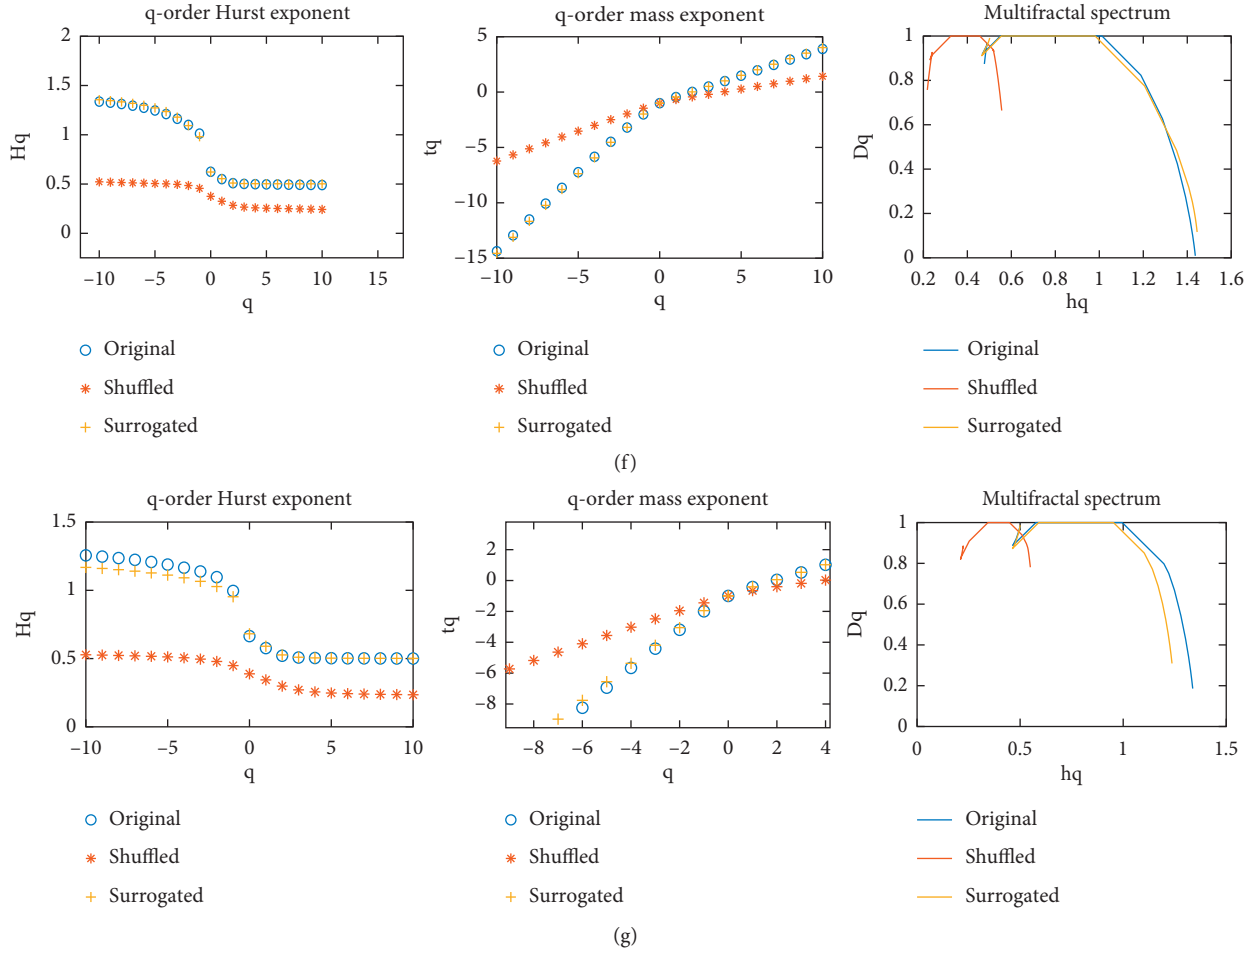 q-order Hurst exponent
q-order mass exponent
Multifractal spectrum
2
1.5
1
0.5
0
Hq
−10 −5 0 5 10 15
q
5
0
−5
−10
−15
tq
−10 −5 0 5 10
q
1
0.8
0.6
0.4
0.2
0
Dq
0.2 0.4 0.6 0.8 1 1.2 1.4 1.6
hq
Original
Shuffled
Surrogated
Original
Shuffled
Surrogated
Original
Shuffled
Surrogated
(f)
q-order Hurst exponent
q-order mass exponent
Multifractal spectrum
1.5
1
0.5
0
Hq
−10 −5 0 5 10
q
2
0
−2
−4
−6
−8
tq
−8 −6 −4 −2 0 2 4
q
1
0.8
0.6
0.4
0.2
0
Dq
0 0.5 1 1.5
hq
Original
Shuffled
Surrogated
Original
Shuffled
Surrogated
Original
Shuffled
Surrogated
(g)